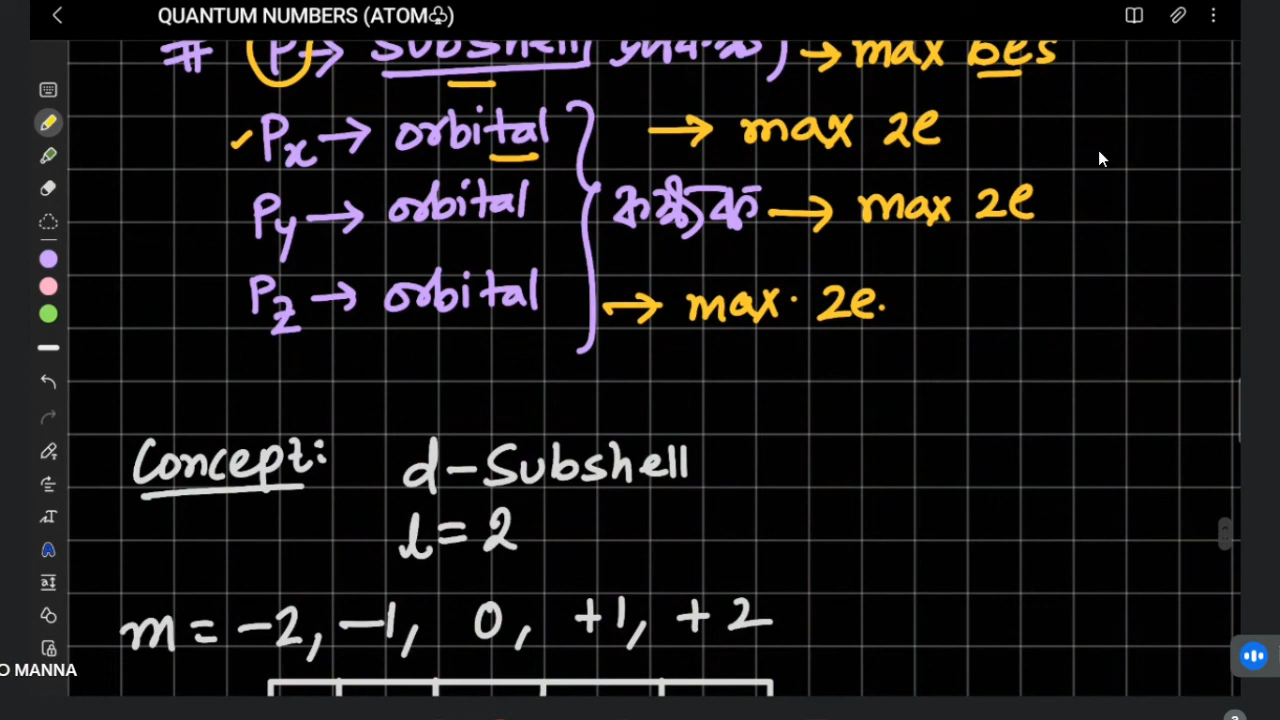 QUANTUM NUMBERS (ATOM♣)
# P → Subshell → max 6es
✓ Px → orbital → max 2e
Py → orbital → max 2e
Pz → orbital → max. 2e.
Concept: d-Subshell
l = 2
m = -2, -1, 0, +1, +2
O MANNA